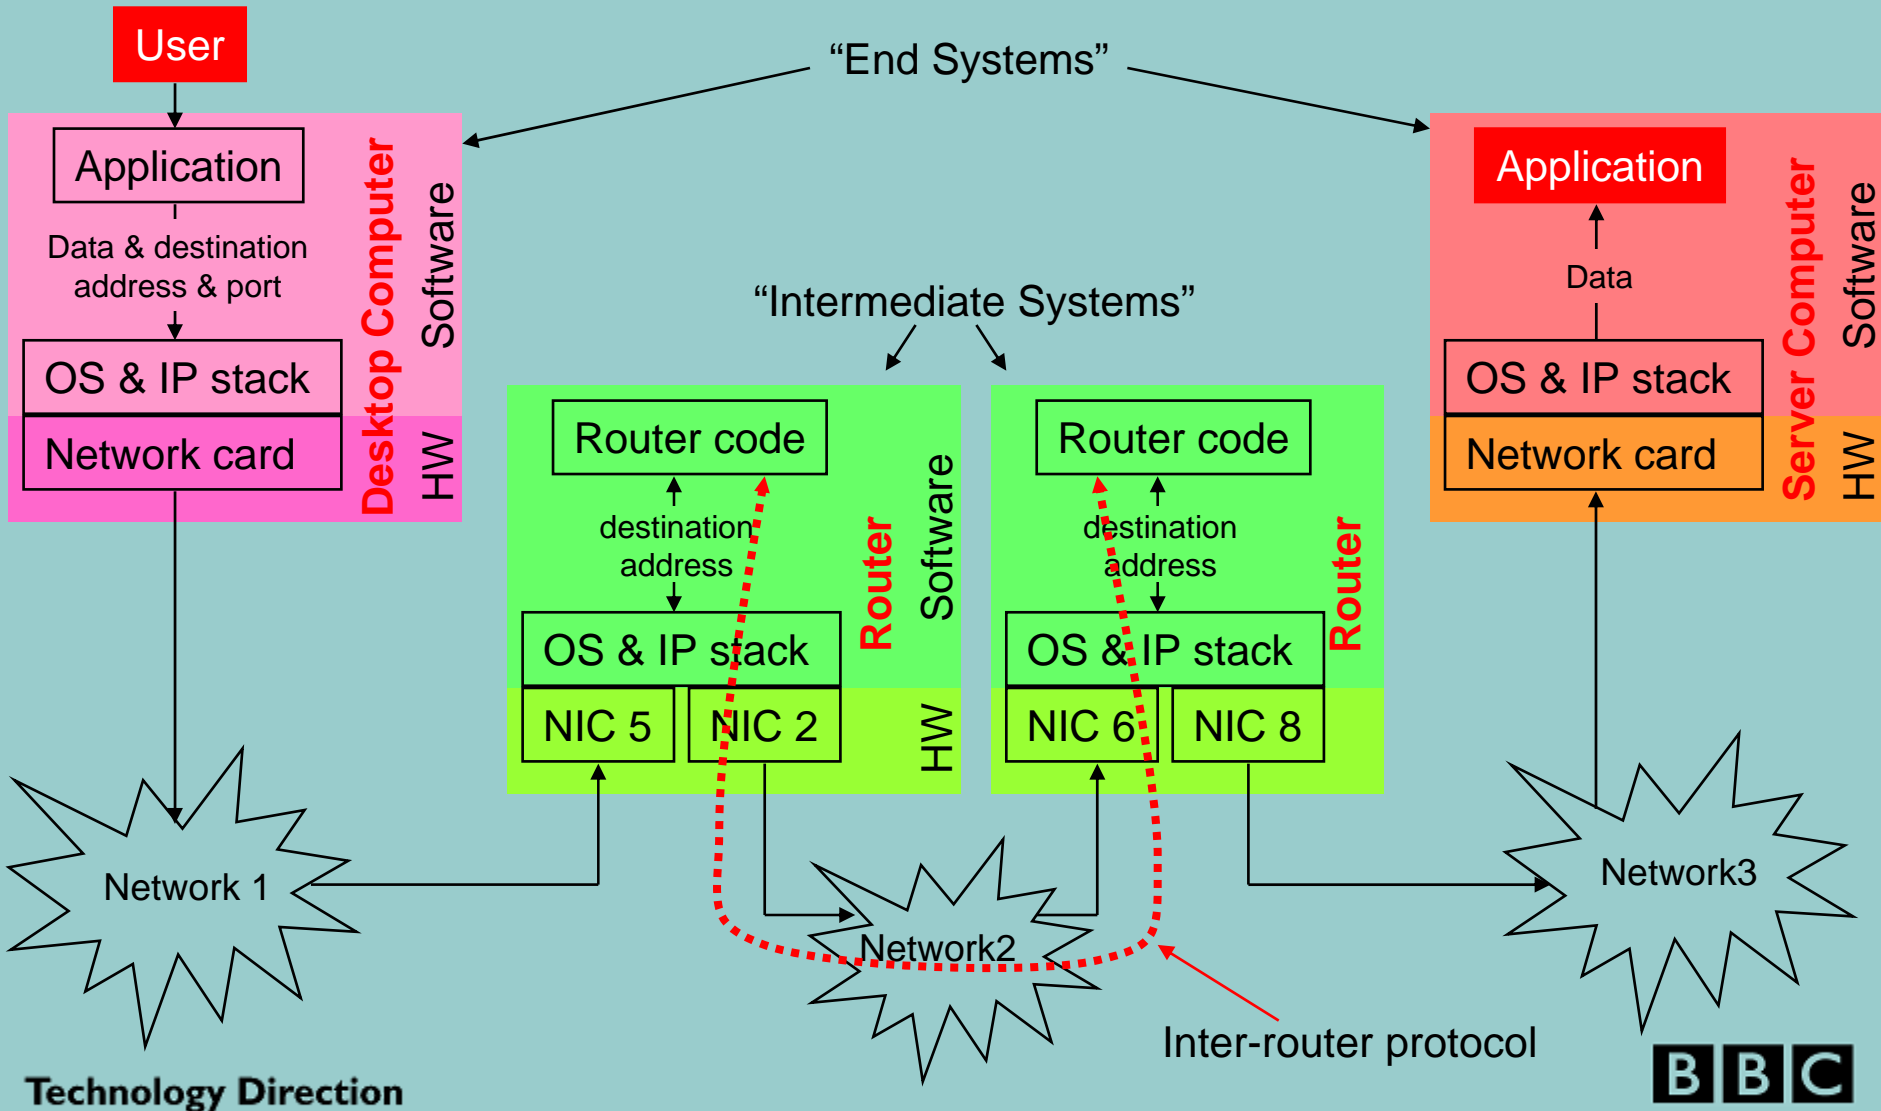 User
“End Systems”
Application
Data & destination
address & port
OS & IP stack
Network card
Desktop Computer
Software
HW
“Intermediate Systems”
Router code
destination
address
OS & IP stack
NIC 5
NIC 2
Router
Software
HW
Router code
destination
address
OS & IP stack
NIC 6
NIC 8
Router
Application
Data
OS & IP stack
Network card
Server Computer
Software
HW
Network 1
Network2
Network3
Inter-router protocol
Technology Direction
BBC